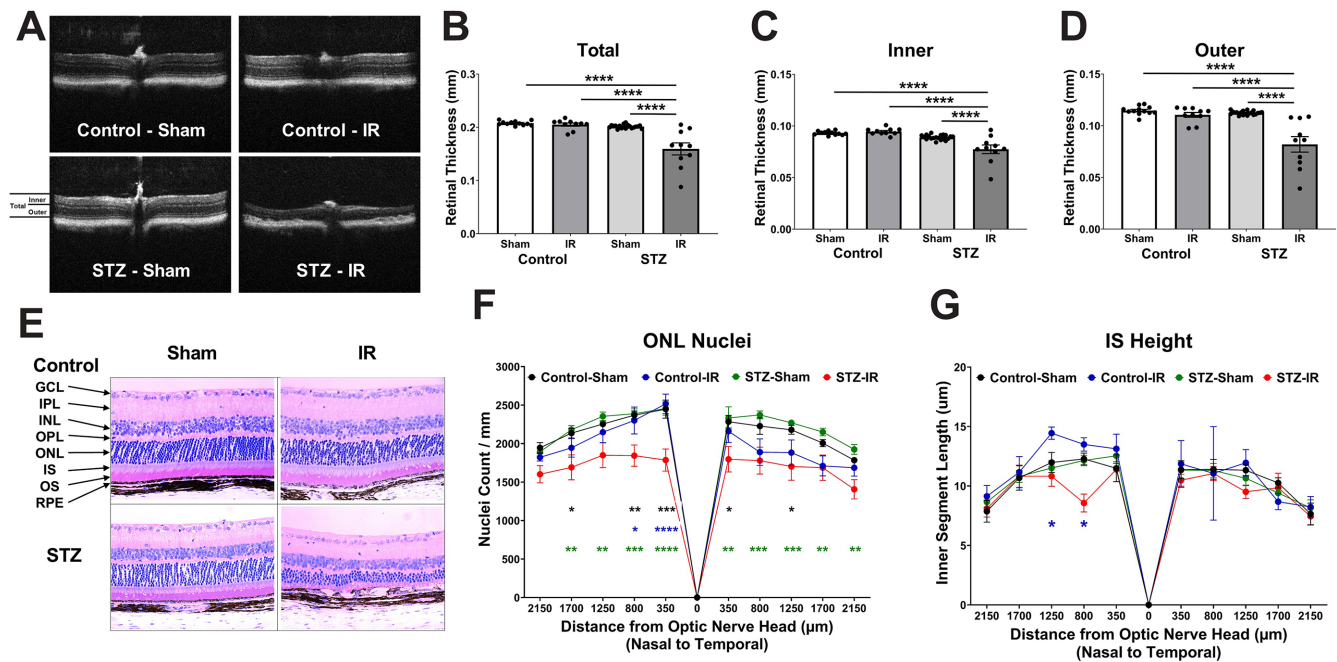 A
Control - Sham
Control - IR
Inner
Total
Outer
STZ - Sham
STZ - IR
B
Total
Retinal Thickness (mm)
0.3
0.2
0.1
0.0
****
****
****
Sham IR Sham IR
Control STZ
C
Inner
Retinal Thickness (mm)
0.15
0.10
0.05
0.00
****
****
****
Sham IR Sham IR
Control STZ
D
Outer
Retinal Thickness (mm)
0.15
0.10
0.05
0.00
****
****
****
Sham IR Sham IR
Control STZ
E
Sham IR
Control
GCL
IPL
INL
OPL
ONL
IS
OS
RPE
STZ
F
ONL Nuclei
Control-Sham Control-IR STZ-Sham STZ-IR
Nuclei Count / mm
3000
2500
2000
1500
1000
500
0
* ** *** * *
* ****
** ** *** **** ** *** *** ** **
2150 1700 1250 800 350 0 350 800 1250 1700 2150
Distance from Optic Nerve Head (µm)
(Nasal to Temporal)
G
IS Height
Control-Sham Control-IR STZ-Sham STZ-IR
Inner Segment Length (um)
20
15
10
5
0
* *
2150 1700 1250 800 350 0 350 800 1250 1700 2150
Distance from Optic Nerve Head (µm)
(Nasal to Temporal)